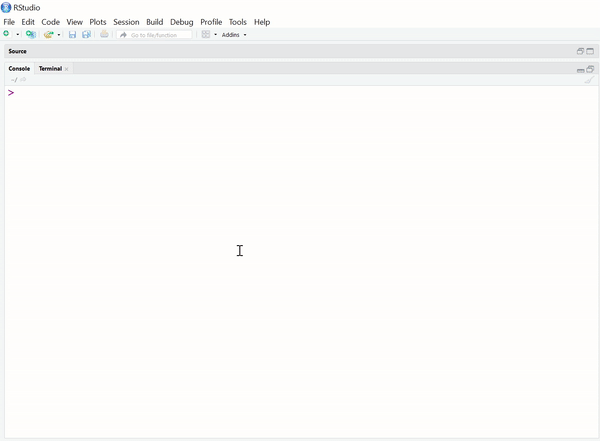 RStudio
File Edit Code View Plots Session Build Debug Profile Tools Help
Go to file/function Addins
Source
Console Terminal
>